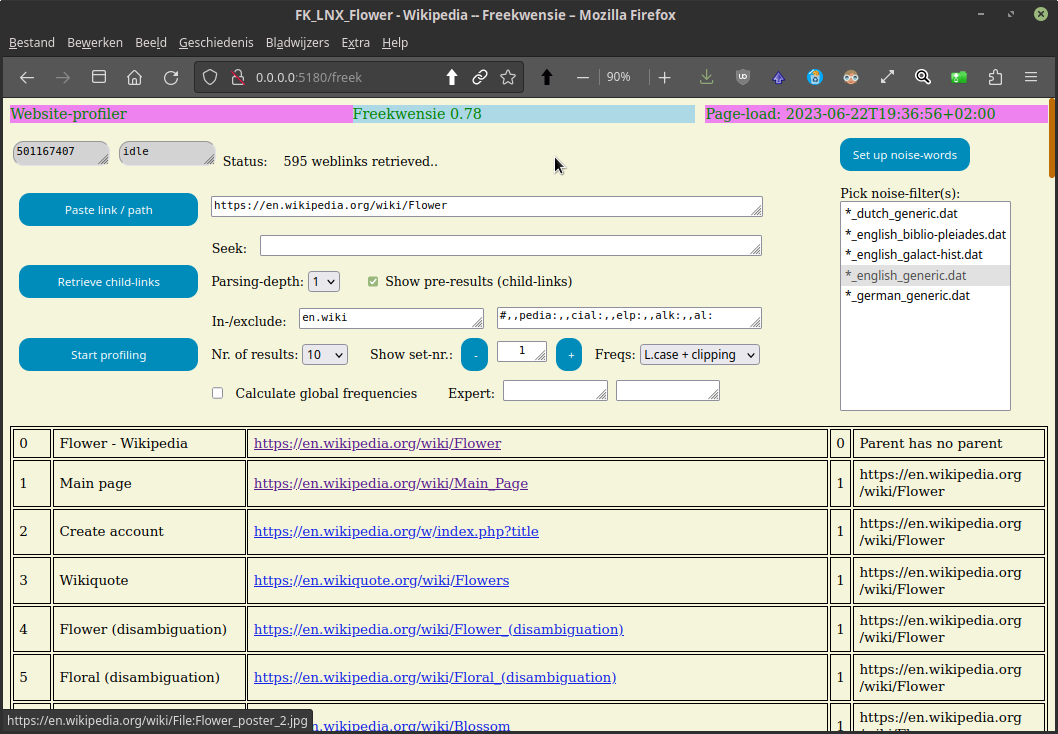 FK_LNX_Flower - Wikipedia -- Freekwensie – Mozilla Firefox
Bestand Bewerken Beeld Geschiedenis Bladwijzers Extra Help
0.0.0.0:5180/freek 90%
Website-profiler Freekwensie 0.78 Page-load: 2023-06-22T19:36:56+02:00
501167407 idle Status: 595 weblinks retrieved.. Set up noise-words
Pick noise-filter(s):
Paste link / path https://en.wikipedia.org/wiki/Flower
*_dutch_generic.dat
*_english_biblio-pleiades.dat
Seek:
*_english_galact-hist.dat
*_english_generic.dat
Retrieve child-links Parsing-depth: 1 Show pre-results (child-links)
*_german_generic.dat
In-/exclude: en.wiki #,,pedia:,,cial:,,elp:,,alk:,,al:
Start profiling Nr. of results: 10 Show set-nr.: - 1 + Freqs: L.case + clipping
Calculate global frequencies Expert:
0 Flower - Wikipedia https://en.wikipedia.org/wiki/Flower 0 Parent has no parent
1 Main page https://en.wikipedia.org/wiki/Main_Page 1 https://en.wikipedia.org
/wiki/Flower
2 Create account https://en.wikipedia.org/w/index.php?title 1 https://en.wikipedia.org
/wiki/Flower
3 Wikiquote https://en.wikiquote.org/wiki/Flowers 1 https://en.wikipedia.org
/wiki/Flower
4 Flower (disambiguation) https://en.wikipedia.org/wiki/Flower_(disambiguation) 1 https://en.wikipedia.org
/wiki/Flower
5 Floral (disambiguation) https://en.wikipedia.org/wiki/Floral_(disambiguation) 1 https://en.wikipedia.org
/wiki/Flower
n.wikipedia.org/wiki/Blossom 1 https://en.wikipedia.org
/wiki/Flower
https://en.wikipedia.org/wiki/File:Flower_poster_2.jpg